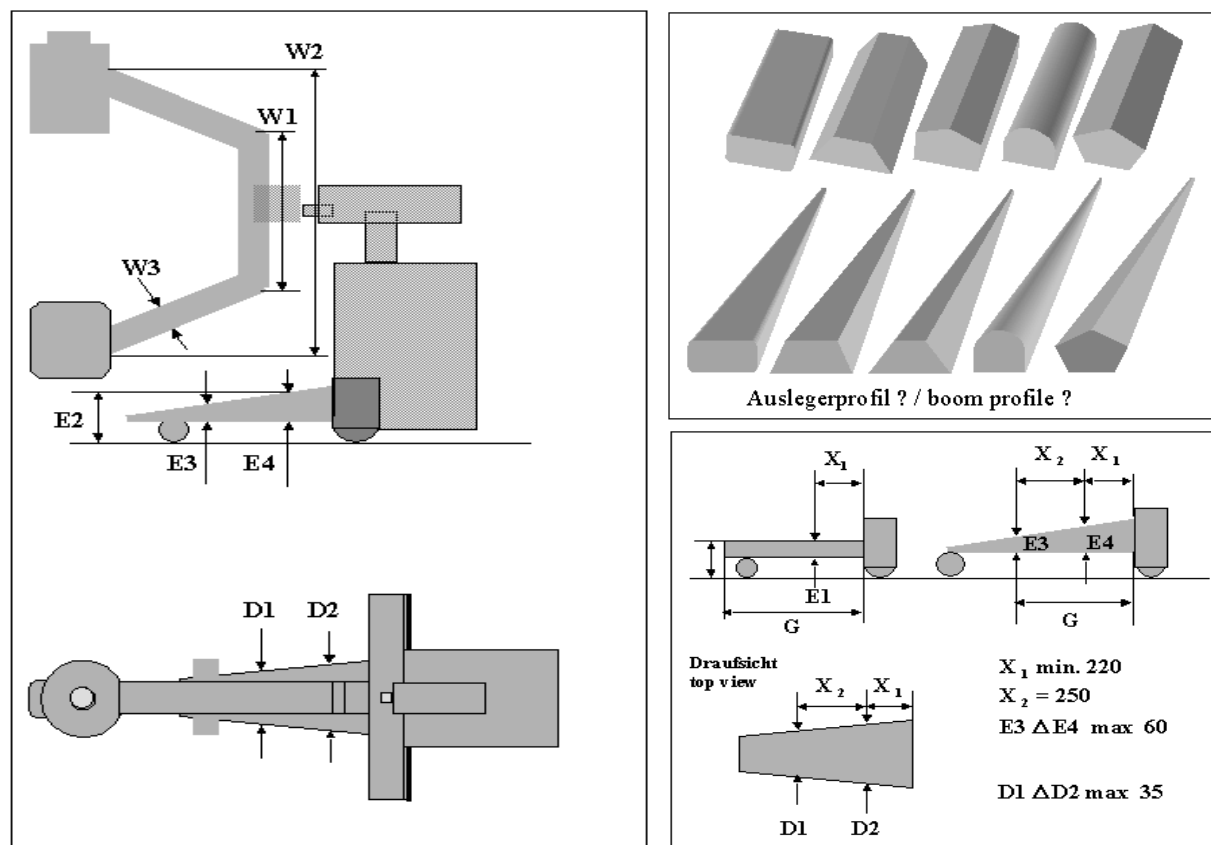 W2
W1
W3
E2
E3
E4
D1
D2
Auslegerprofil ? / boom profile ?
X₁
X₂
X₁
E3
E4
E1
G
G
Draufsicht
top view
X₂
X₁
D1
D2
X₁ min. 220
X₂ = 250
E3 ΔE4 max 60
D1 ΔD2 max 35